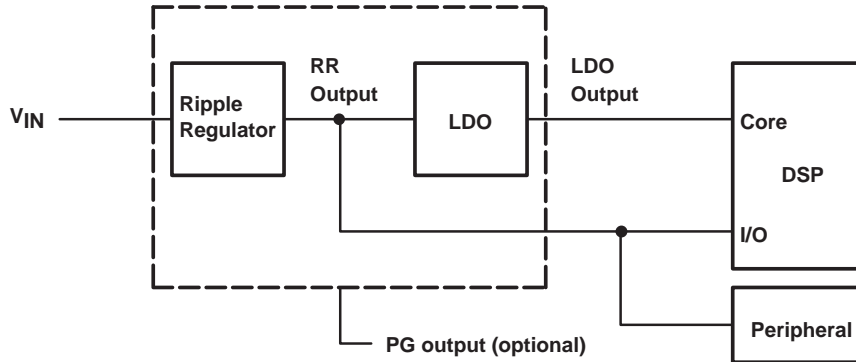 RR
Output
LDO
Output
Ripple
Regulator
VIN
LDO
Core
DSP
I/O
Peripheral
PG output (optional)